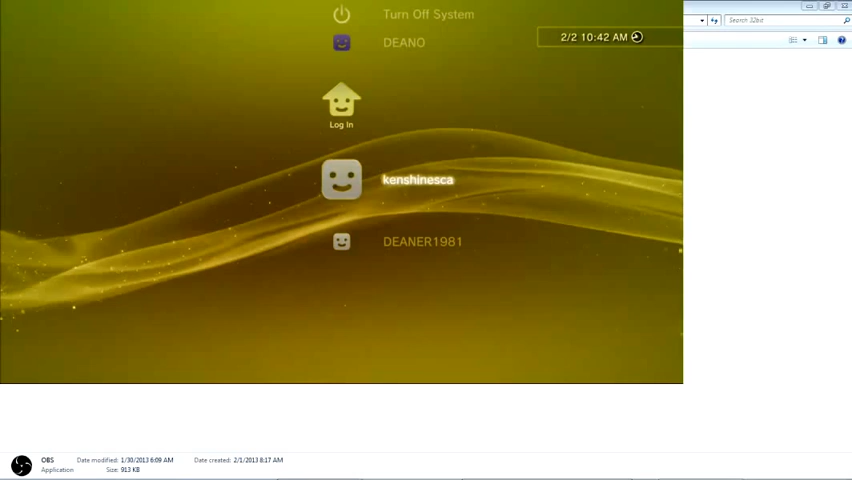 Turn Off System
DEANO
2/2 10:42 AM
Search 32bit
Log In
kenshinesca
DEANER1981
OBS
Date modified: 1/30/2013 6:09 AM
Date created: 2/1/2013 8:17 AM
Application
Size: 913 KB